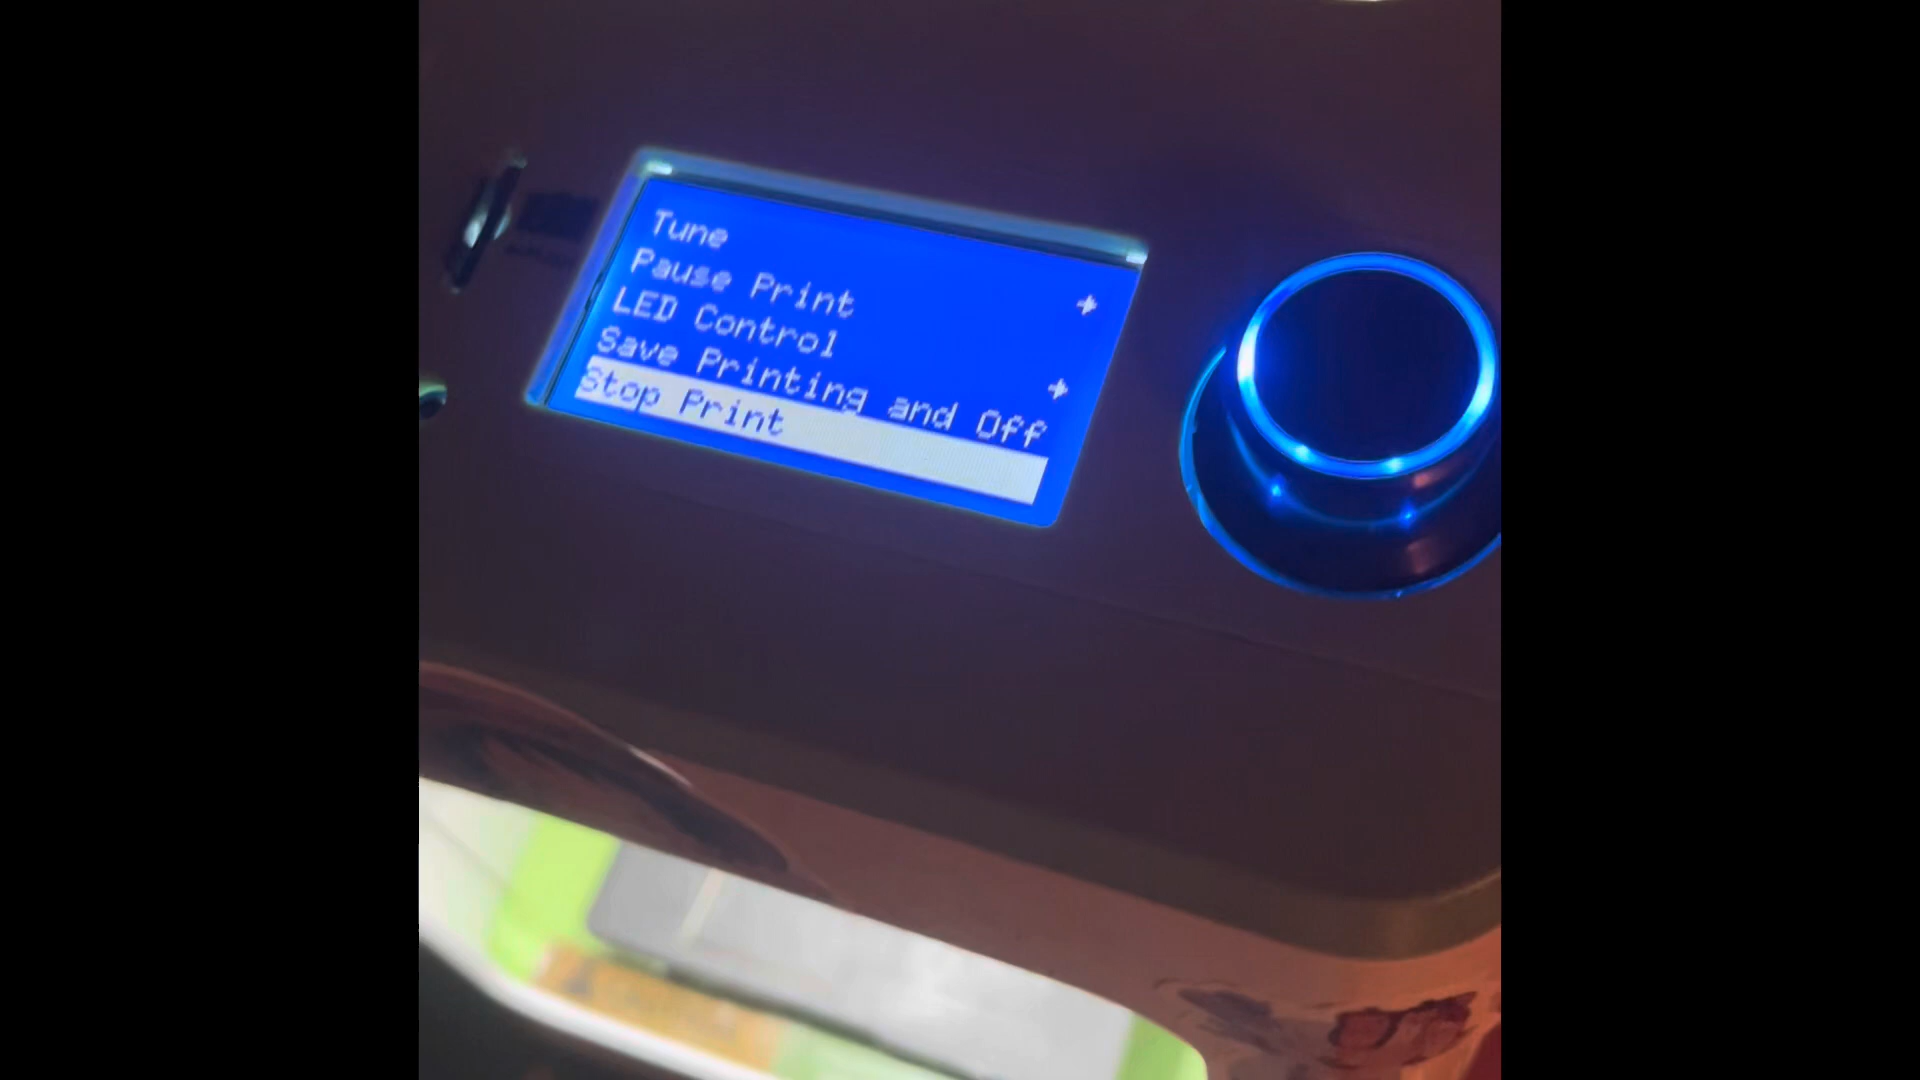 Tune
Pause Print
LED Control
Save Printing and Off
Stop Print